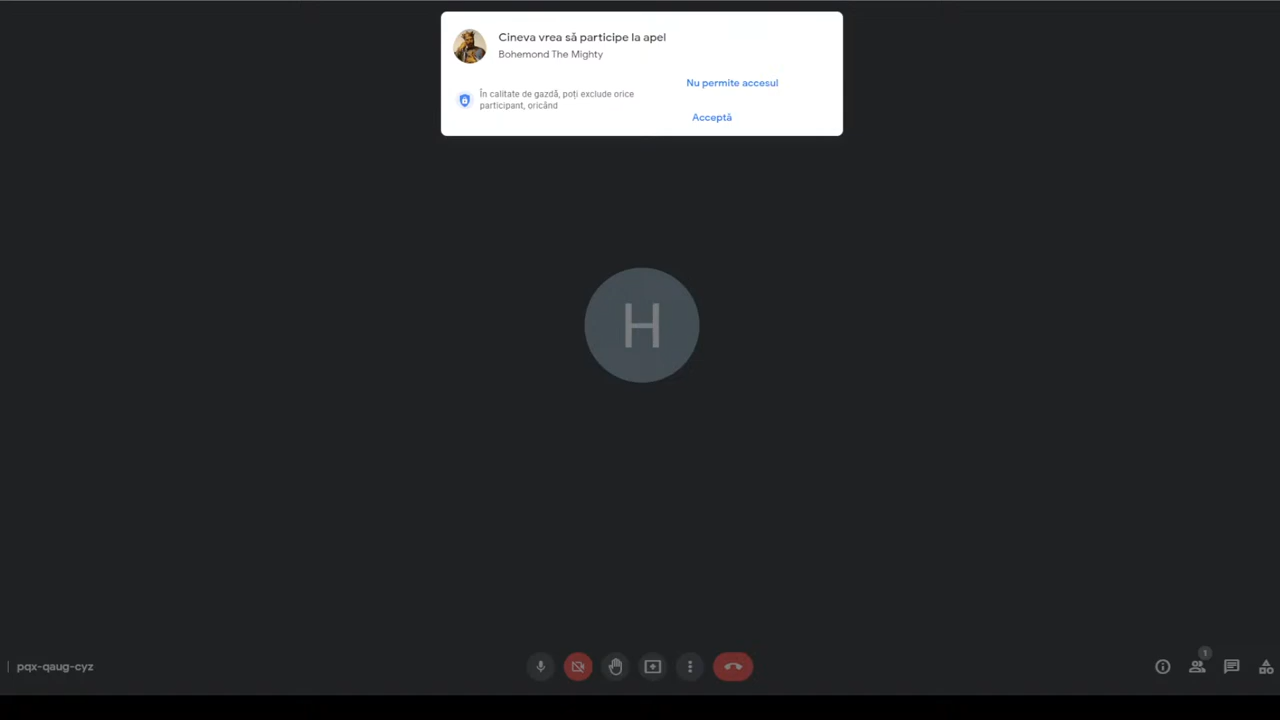 Cineva vrea să participe la apel
Bohemond The Mighty
Nu permite accesul
În calitate de gazdă, poți exclude orice
participant, oricând
Acceptă
H
pqx-qaug-cyz
1